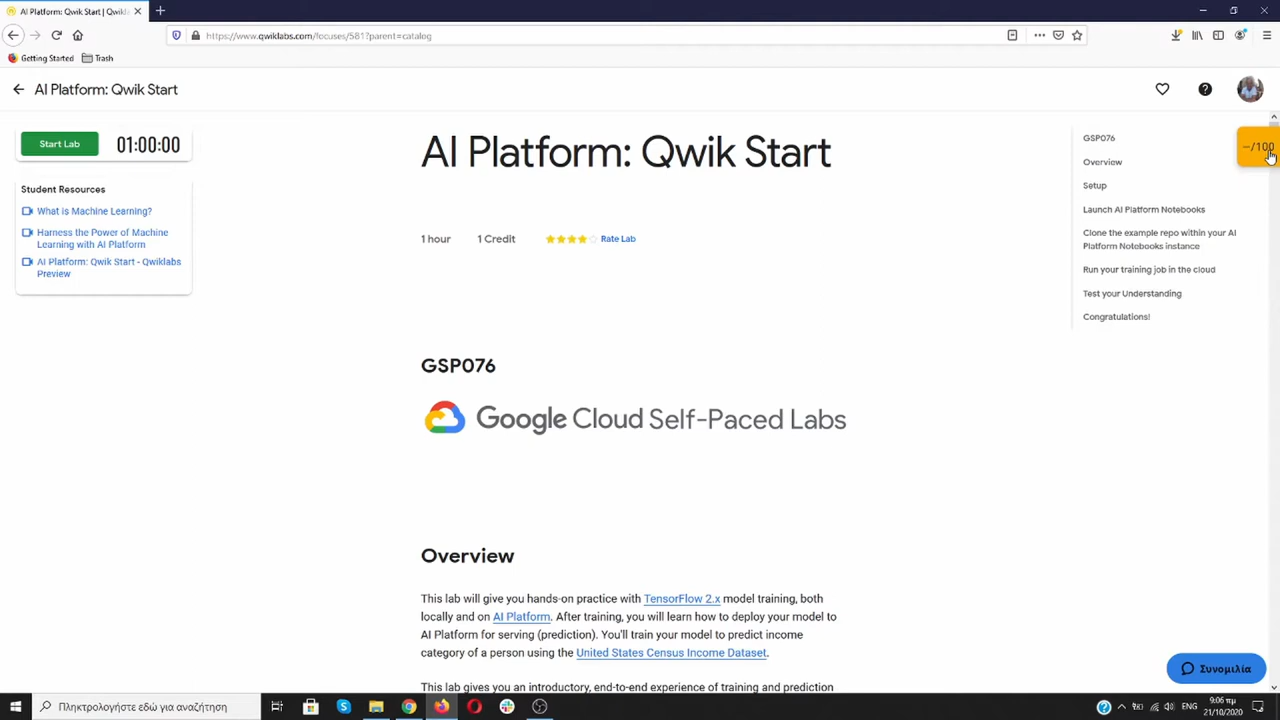 AI Platform: Qwik Start | Qwikla
https://www.qwiklabs.com/focuses/581?parent=catalog
Getting Started
Trash
AI Platform: Qwik Start
Start Lab
01:00:00
Student Resources
What is Machine Learning?
Harness the Power of Machine
Learning with AI Platform
AI Platform: Qwik Start - Qwiklabs
Preview
AI Platform: Qwik Start
1 hour
1 Credit
Rate Lab
GSP076
Google Cloud Self-Paced Labs
Overview
This lab will give you hands-on practice with TensorFlow 2.x model training, both
locally and on AI Platform. After training, you will learn how to deploy your model to
AI Platform for serving (prediction). You'll train your model to predict income
category of a person using the United States Census Income Dataset.
This lab gives you an introductory, end-to-end experience of training and prediction
GSP076
Overview
Setup
Launch AI Platform Notebooks
Clone the example repo within your AI
Platform Notebooks instance
Run your training job in the cloud
Test your Understanding
Congratulations!
--/100
Συνομιλία
Πληκτρολογήστε εδώ για αναζήτηση
ENG
9:06 πμ
21/10/2020